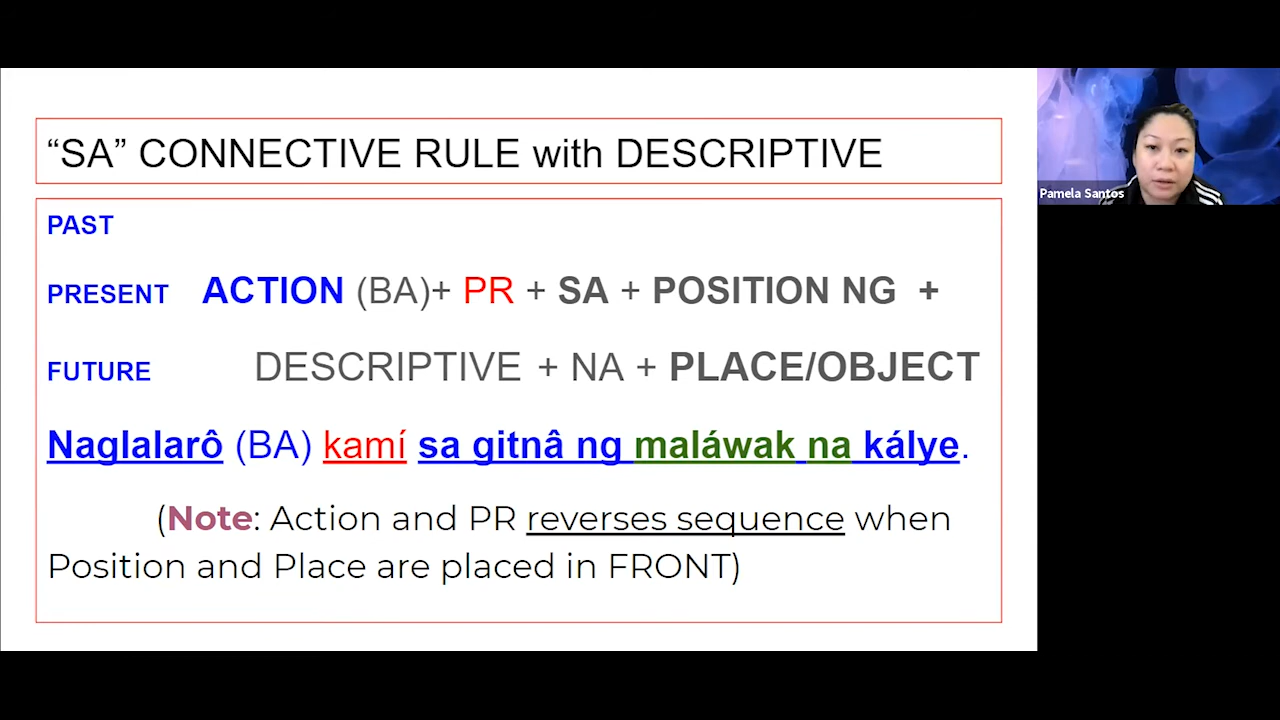 “SA” CONNECTIVE RULE with DESCRIPTIVE
PAST
PRESENT ACTION (BA)+ PR + SA + POSITION NG +
FUTURE DESCRIPTIVE + NA + PLACE/OBJECT
Naglalarô (BA) kamí sa gitnâ ng maláwak na kálye.
(Note: Action and PR reverses sequence when
Position and Place are placed in FRONT)
Pamela Santos